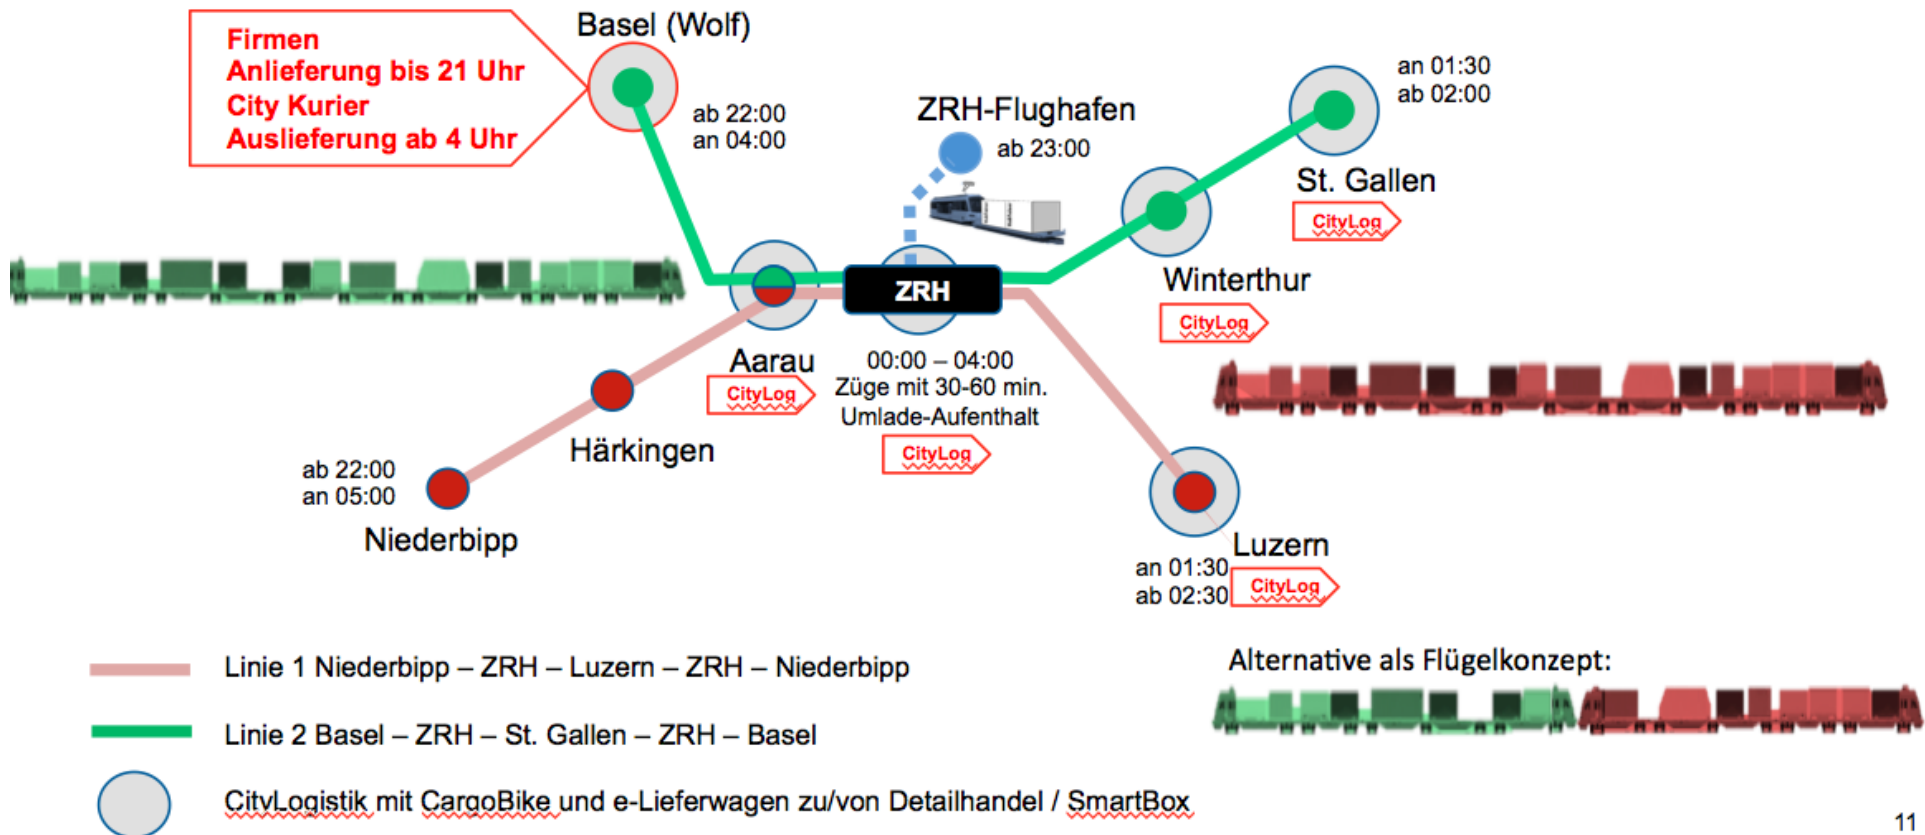 Firmen
Anlieferung bis 21 Uhr
City Kurier
Auslieferung ab 4 Uhr
Basel (Wolf)
ab 22:00
an 04:00
ZRH-Flughafen
ab 23:00
an 01:30
ab 02:00
St. Gallen
CityLog
Winterthur
CityLog
ZRH
Aarau
CityLog
00:00 – 04:00
Züge mit 30-60 min.
Umlade-Aufenthalt
CityLog
Härkingen
ab 22:00
an 05:00
Niederbipp
Luzern
an 01:30
ab 02:30
CityLog
Linie 1 Niederbipp – ZRH – Luzern – ZRH – Niederbipp
Linie 2 Basel – ZRH – St. Gallen – ZRH – Basel
CityLogistik mit CargoBike und e-Lieferwagen zu/von Detailhandel / SmartBox
Alternative als Flügelkonzept:
11